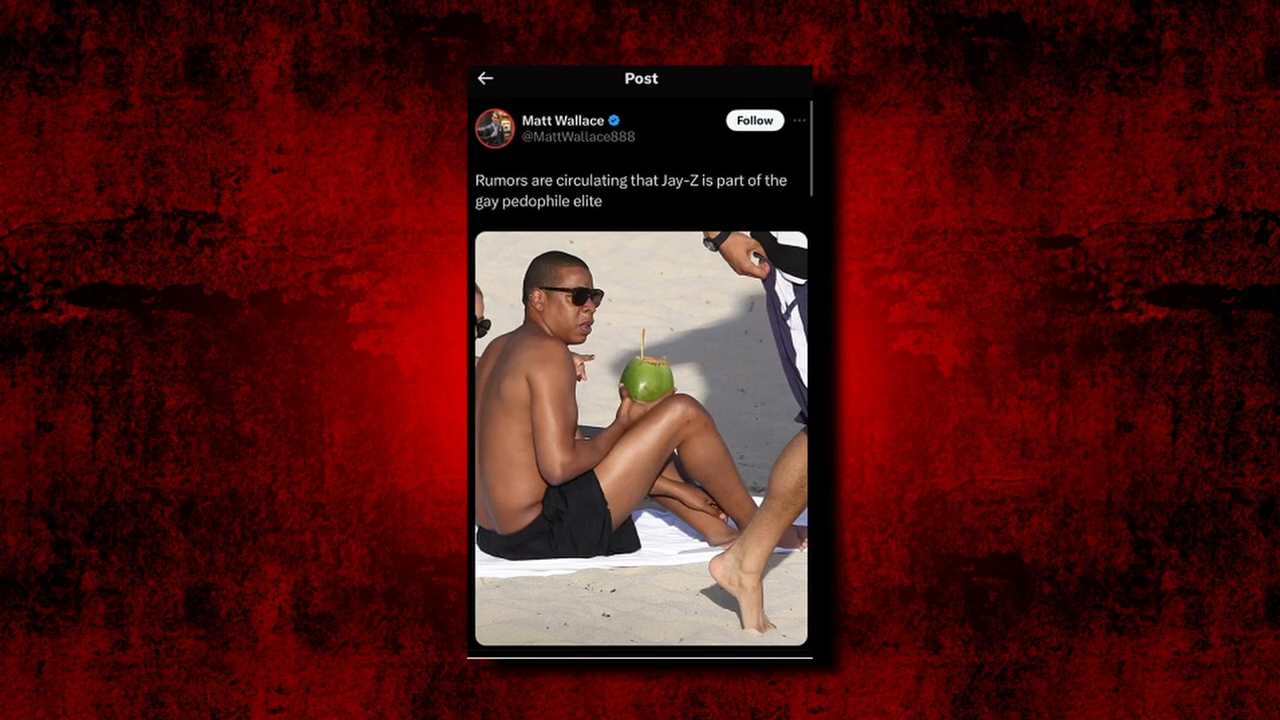 Post
Matt Wallace
Follow
@MattWallace888
Rumors are circulating that Jay-Z is part of the
gay pedophile elite